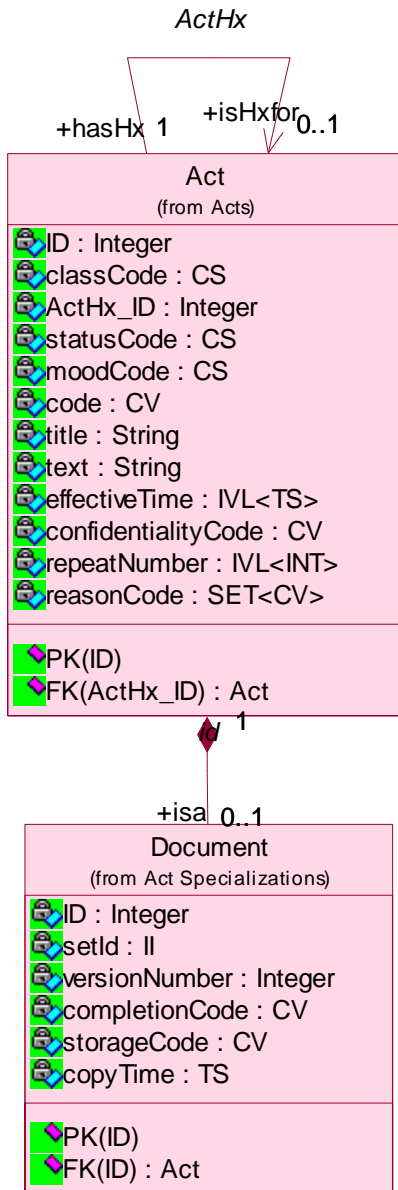 ActHx
+hasHx 1
+isHxfor 0..1
Act
(from Acts)
ID : Integer
classCode : CS
ActHx_ID : Integer
statusCode : CS
moodCode : CS
code : CV
title : String
text : String
effectiveTime : IVL<TS>
confidentialityCode : CV
repeatNumber : IVL<INT>
reasonCode : SET<CV>
PK(ID)
FK(ActHx_ID) : Act
id 1
+isa 0..1
Document
(from Act Specializations)
ID : Integer
setId : II
versionNumber : Integer
completionCode : CV
storageCode : CV
copyTime : TS
PK(ID)
FK(ID) : Act